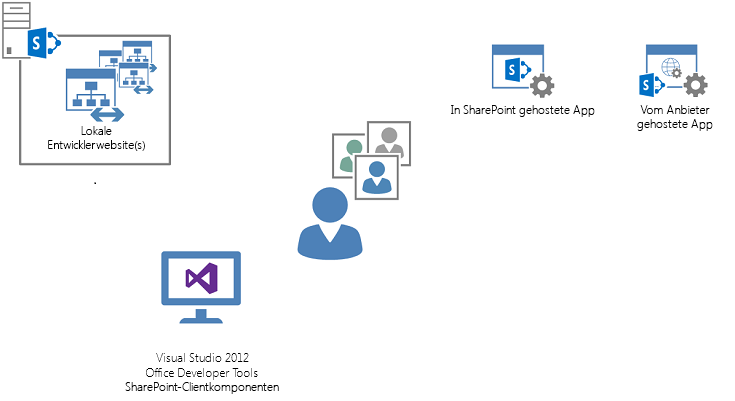 Lokale
Entwicklerwebsite(s)
.
In SharePoint gehostete App
Vom Anbieter
gehostete App
Visual Studio 2012
Office Developer Tools
SharePoint-Clientkomponenten